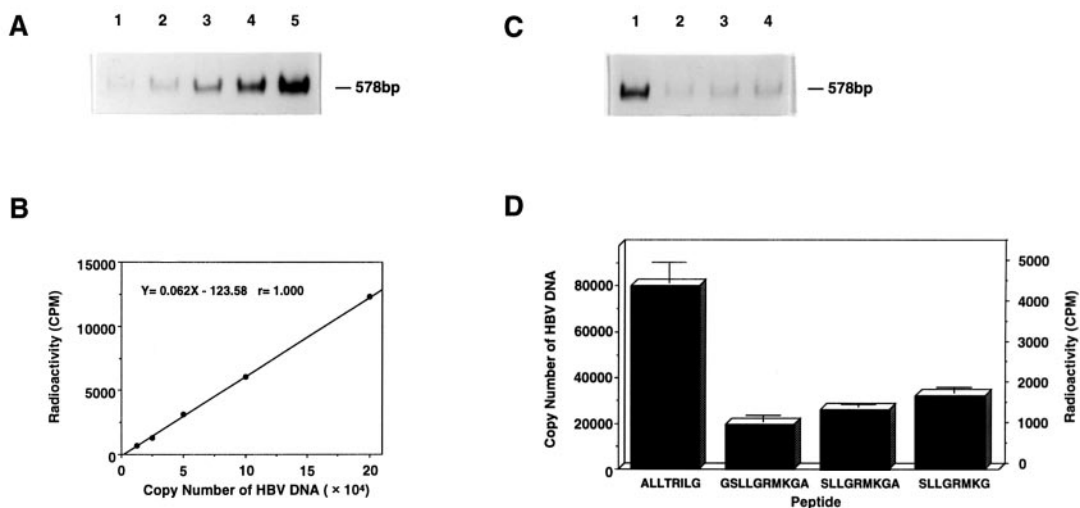 A
1 2 3 4 5
— 578bp
C
1 2 3 4
— 578bp
B
15000
10000
5000
0
Radioactivity (CPM)
Y= 0.062X - 123.58 r= 1.000
0 5 10 15 20
Copy Number of HBV DNA ( × 10⁴)
D
Copy Number of HBV DNA
80000
60000
40000
20000
0
5000
4000
3000
2000
1000
0
Radioactivity (CPM)
ALLTRILG GSLLGRMKGA SLLGRMKGA SLLGRMKG
Peptide